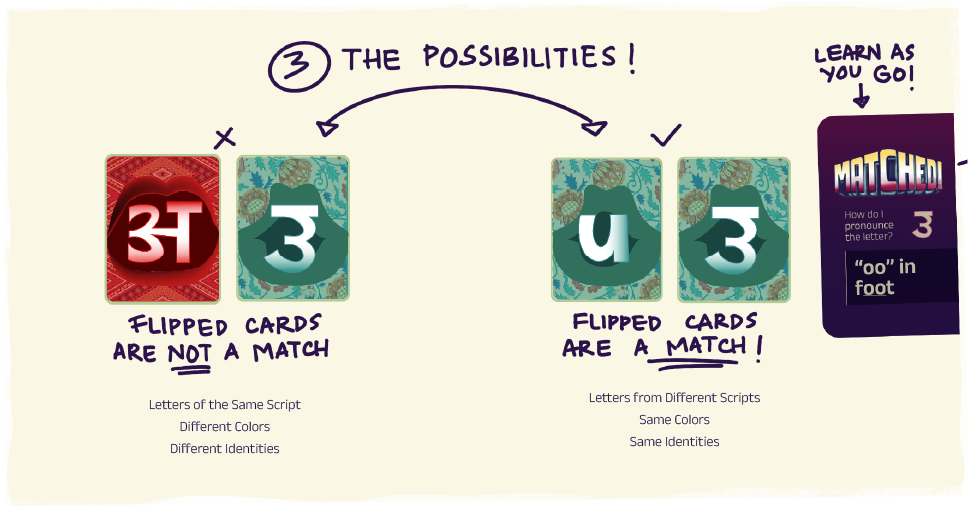 3 THE POSSIBILITIES!
LEARN AS
YOU GO!
अ उ
u उ
MATCHED!
How do I
pronounce
the letter?
उ
"oo" in
foot
FLIPPED CARDS
ARE NOT A MATCH
FLIPPED CARDS
ARE A MATCH!
Letters of the Same Script
Different Colors
Different Identities
Letters from Different Scripts
Same Colors
Same Identities